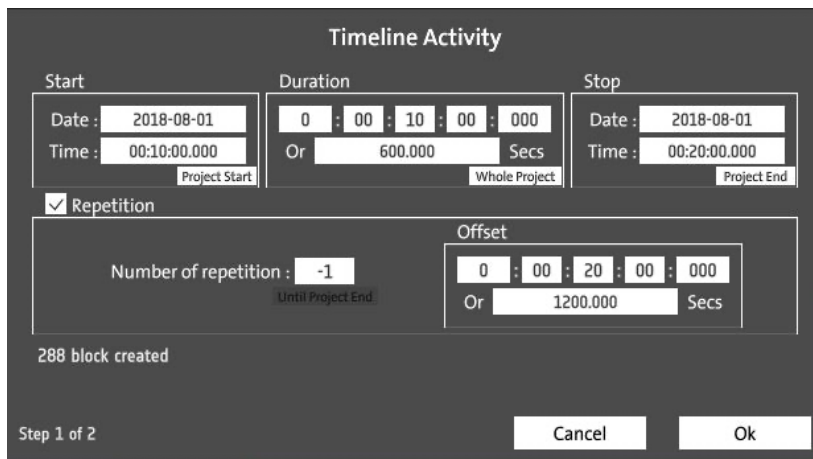 Timeline Activity
Start Duration Stop
Date : 2018-08-01 0 : 00 : 10 : 00 : 000 Date : 2018-08-01
Time : 00:10:00.000 Or 600.000 Secs Time : 00:20:00.000
Project Start Whole Project Project End
Repetition
Offset
Number of repetition : -1 0 : 00 : 20 : 00 : 000
Until Project End Or 1200.000 Secs
288 block created
Step 1 of 2 Cancel Ok